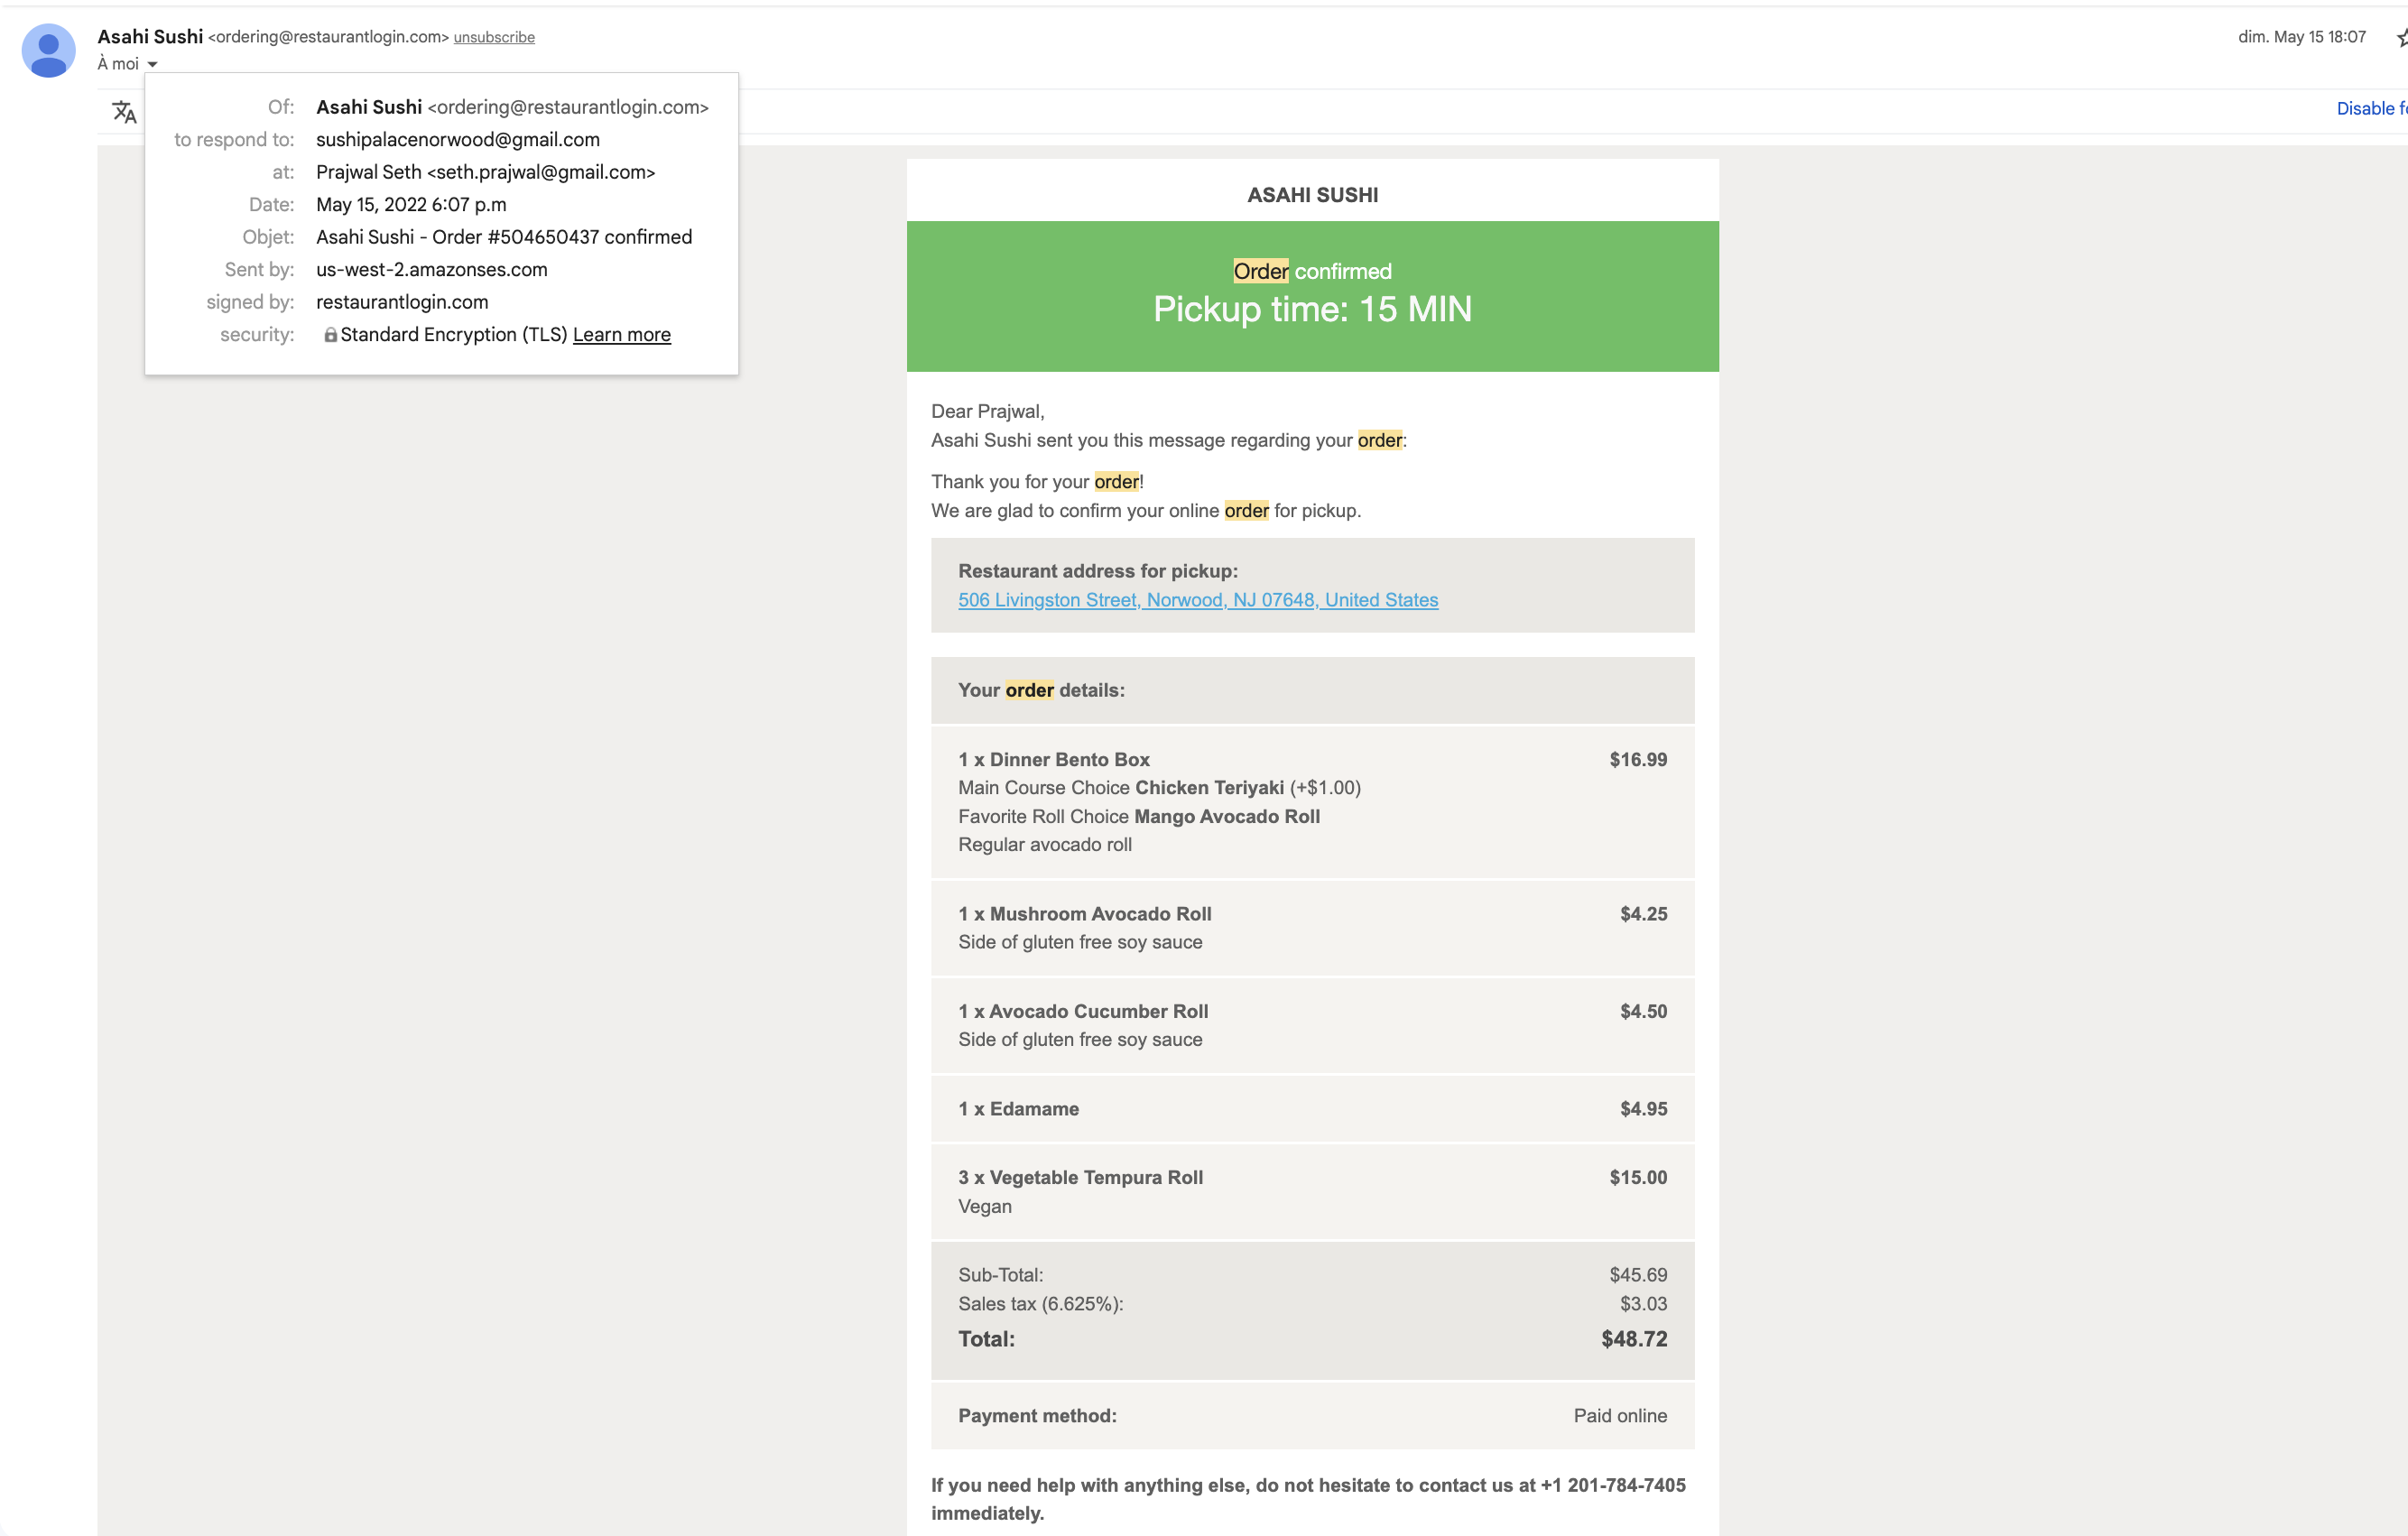 Asahi Sushi <ordering@restaurantlogin.com> unsubscribe
dim. May 15 18:07
À moi
Of: Asahi Sushi <ordering@restaurantlogin.com>
to respond to: sushipalacenorwood@gmail.com
at: Prajwal Seth <seth.prajwal@gmail.com>
Date: May 15, 2022 6:07 p.m
Objet: Asahi Sushi - Order #504650437 confirmed
Sent by: us-west-2.amazonses.com
signed by: restaurantlogin.com
security: Standard Encryption (TLS) Learn more
Disable
ASAHI SUSHI
Order confirmed
Pickup time: 15 MIN
Dear Prajwal,
Asahi Sushi sent you this message regarding your order:
Thank you for your order!
We are glad to confirm your online order for pickup.
Restaurant address for pickup:
506 Livingston Street, Norwood, NJ 07648, United States
Your order details:
1 x Dinner Bento Box $16.99
Main Course Choice Chicken Teriyaki (+$1.00)
Favorite Roll Choice Mango Avocado Roll
Regular avocado roll
1 x Mushroom Avocado Roll $4.25
Side of gluten free soy sauce
1 x Avocado Cucumber Roll $4.50
Side of gluten free soy sauce
1 x Edamame $4.95
3 x Vegetable Tempura Roll $15.00
Vegan
Sub-Total: $45.69
Sales tax (6.625%): $3.03
Total: $48.72
Payment method: Paid online
If you need help with anything else, do not hesitate to contact us at +1 201-784-7405
immediately.